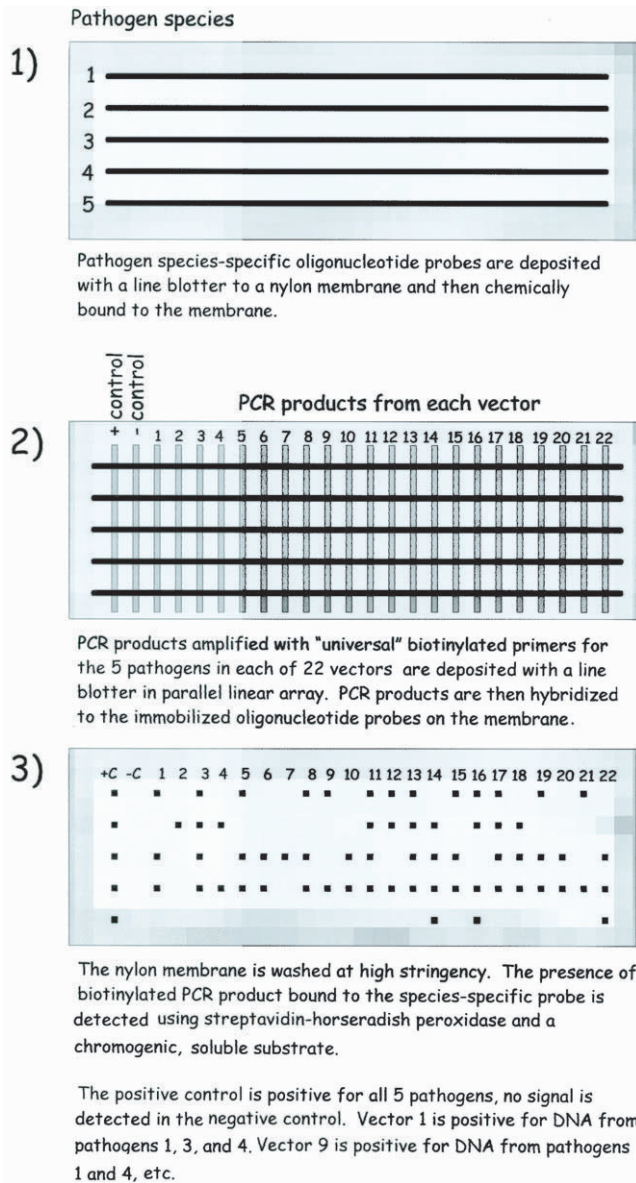 Pathogen species
1)
1
2
3
4
5
Pathogen species-specific oligonucleotide probes are deposited
with a line blotter to a nylon membrane and then chemically
bound to the membrane.
+ control
- control
PCR products from each vector
2)
1 2 3 4 5 6 7 8 9 10 11 12 13 14 15 16 17 18 19 20 21 22
PCR products amplified with "universal" biotinylated primers for
the 5 pathogens in each of 22 vectors are deposited with a line
blotter in parallel linear array. PCR products are then hybridized
to the immobilized oligonucleotide probes on the membrane.
3)
+C -C 1 2 3 4 5 6 7 8 9 10 11 12 13 14 15 16 17 18 19 20 21 22
The nylon membrane is washed at high stringency. The presence of
biotinylated PCR product bound to the species-specific probe is
detected using streptavidin-horseradish peroxidase and a
chromogenic, soluble substrate.
The positive control is positive for all 5 pathogens, no signal is
detected in the negative control. Vector 1 is positive for DNA from
pathogens 1, 3, and 4. Vector 9 is positive for DNA from pathogens
1 and 4, etc.